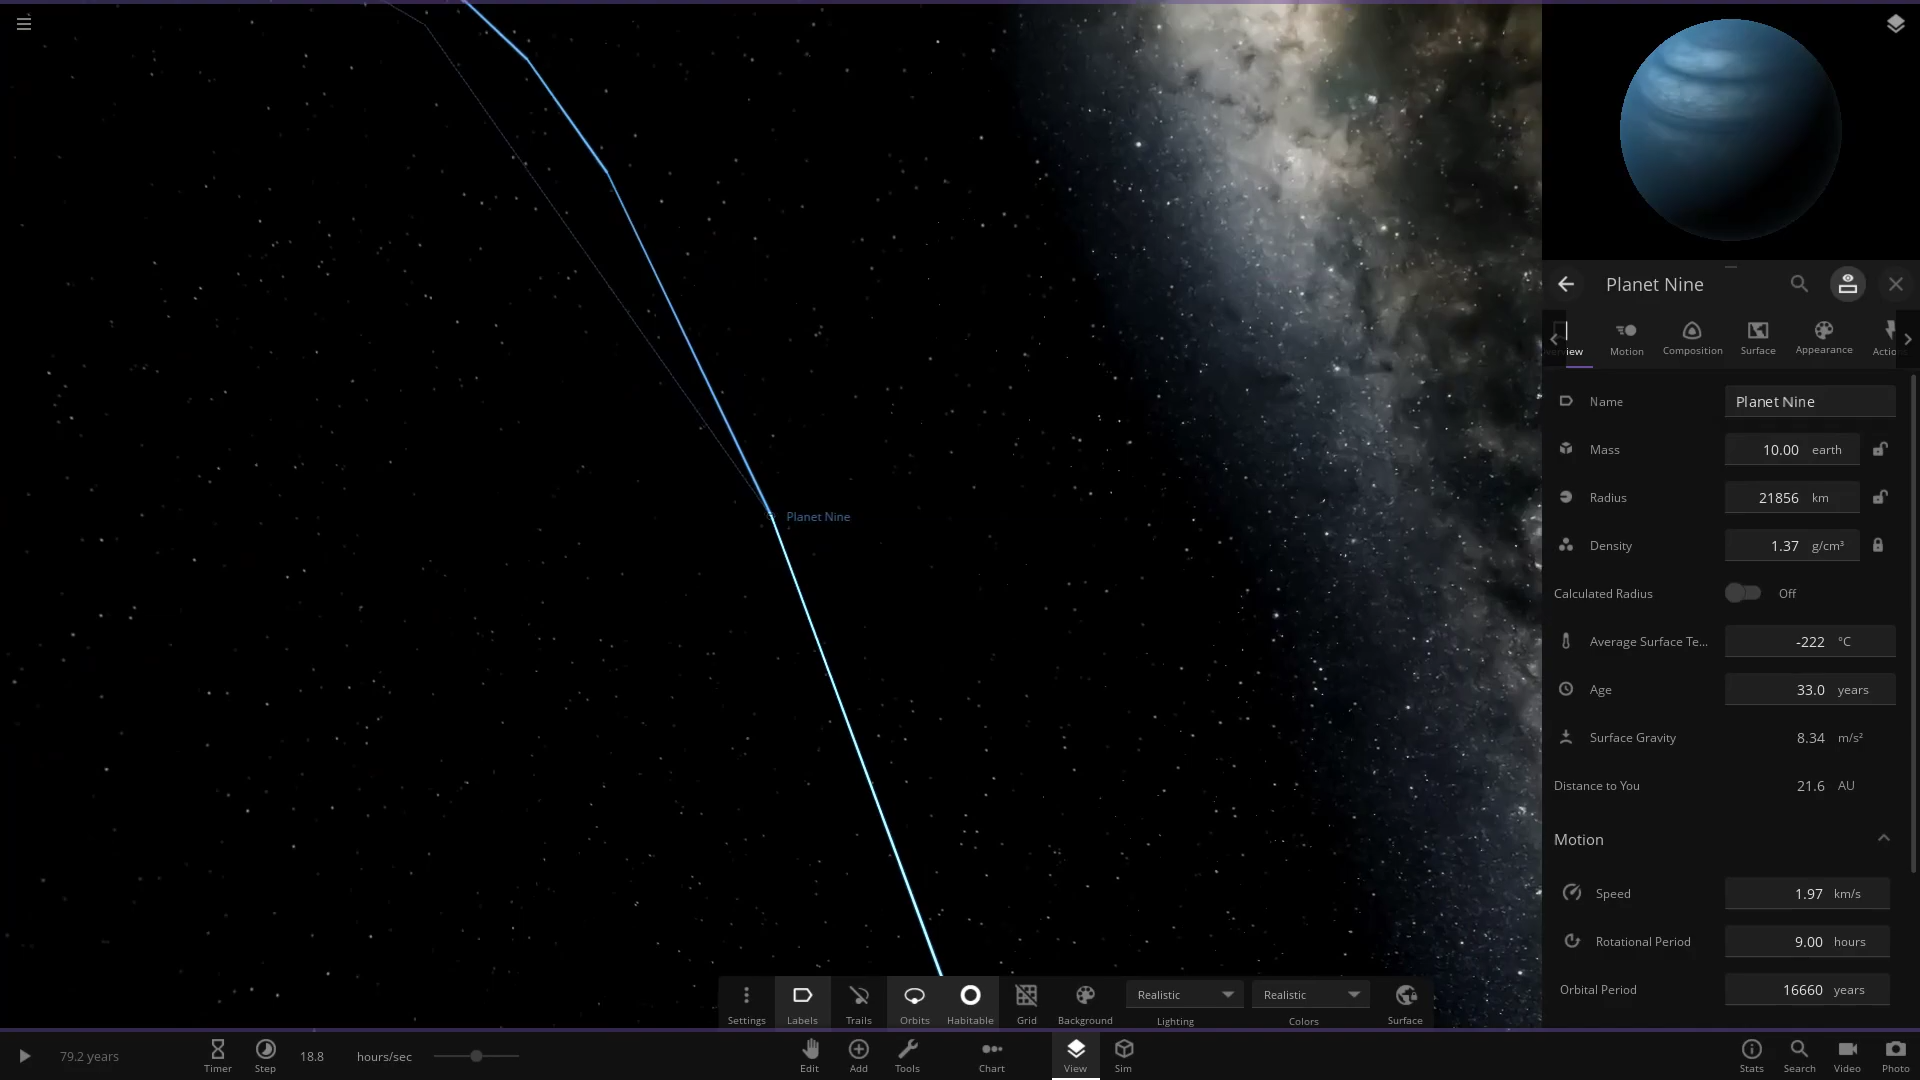 Planet Nine
Planet Nine
view
Motion
Composition
Surface
Appearance
Name
Planet Nine
Mass
10.00 earth
Radius
21856 km
Density
1.37 g/cm³
Calculated Radius
Off
Average Surface Te...
-222 °C
Age
33.0 years
Surface Gravity
8.34 m/s²
Distance to You
21.6 AU
Motion
Speed
1.97 km/s
Rotational Period
9.00 hours
Orbital Period
16660 years
Realistic
Realistic
Settings
Labels
Trails
Orbits
Habitable
Grid
Background
Lighting
Colors
Surface
79.2 years
Timer
Step
18.8 hours/sec
Edit
Add
Tools
Chart
View
Sim
Stats
Search
Video
Photo